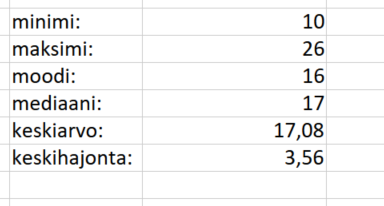 minimi: 10
maksimi: 26
moodi: 16
mediaani: 17
keskiarvo: 17,08
keskihajonta: 3,56